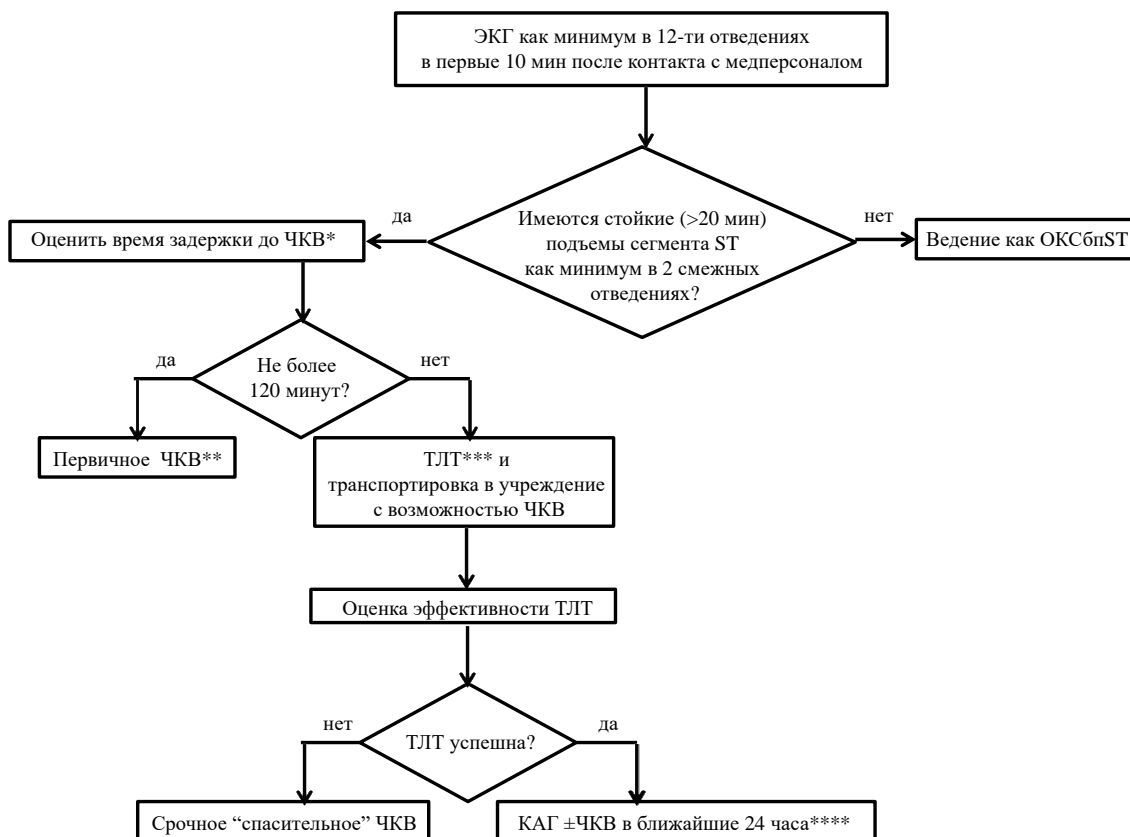 ЭКГ как минимум в 12-ти отведениях
в первые 10 мин после контакта с медперсоналом
да
Имеются стойкие (>20 мин)
подъемы сегмента ST
как минимум в 2 смежных
отведениях?
нет
Оценить время задержки до ЧКВ*
Ведение как ОКСбпST
да
Не более
120 минут?
нет
Первичное ЧКВ**
ТЛТ*** и
транспортировка в учреждение
с возможностью ЧКВ
Оценка эффективности ТЛТ
нет
ТЛТ успешна?
да
Срочное “спасительное” ЧКВ
КАГ ±ЧКВ в ближайшие 24 часа****